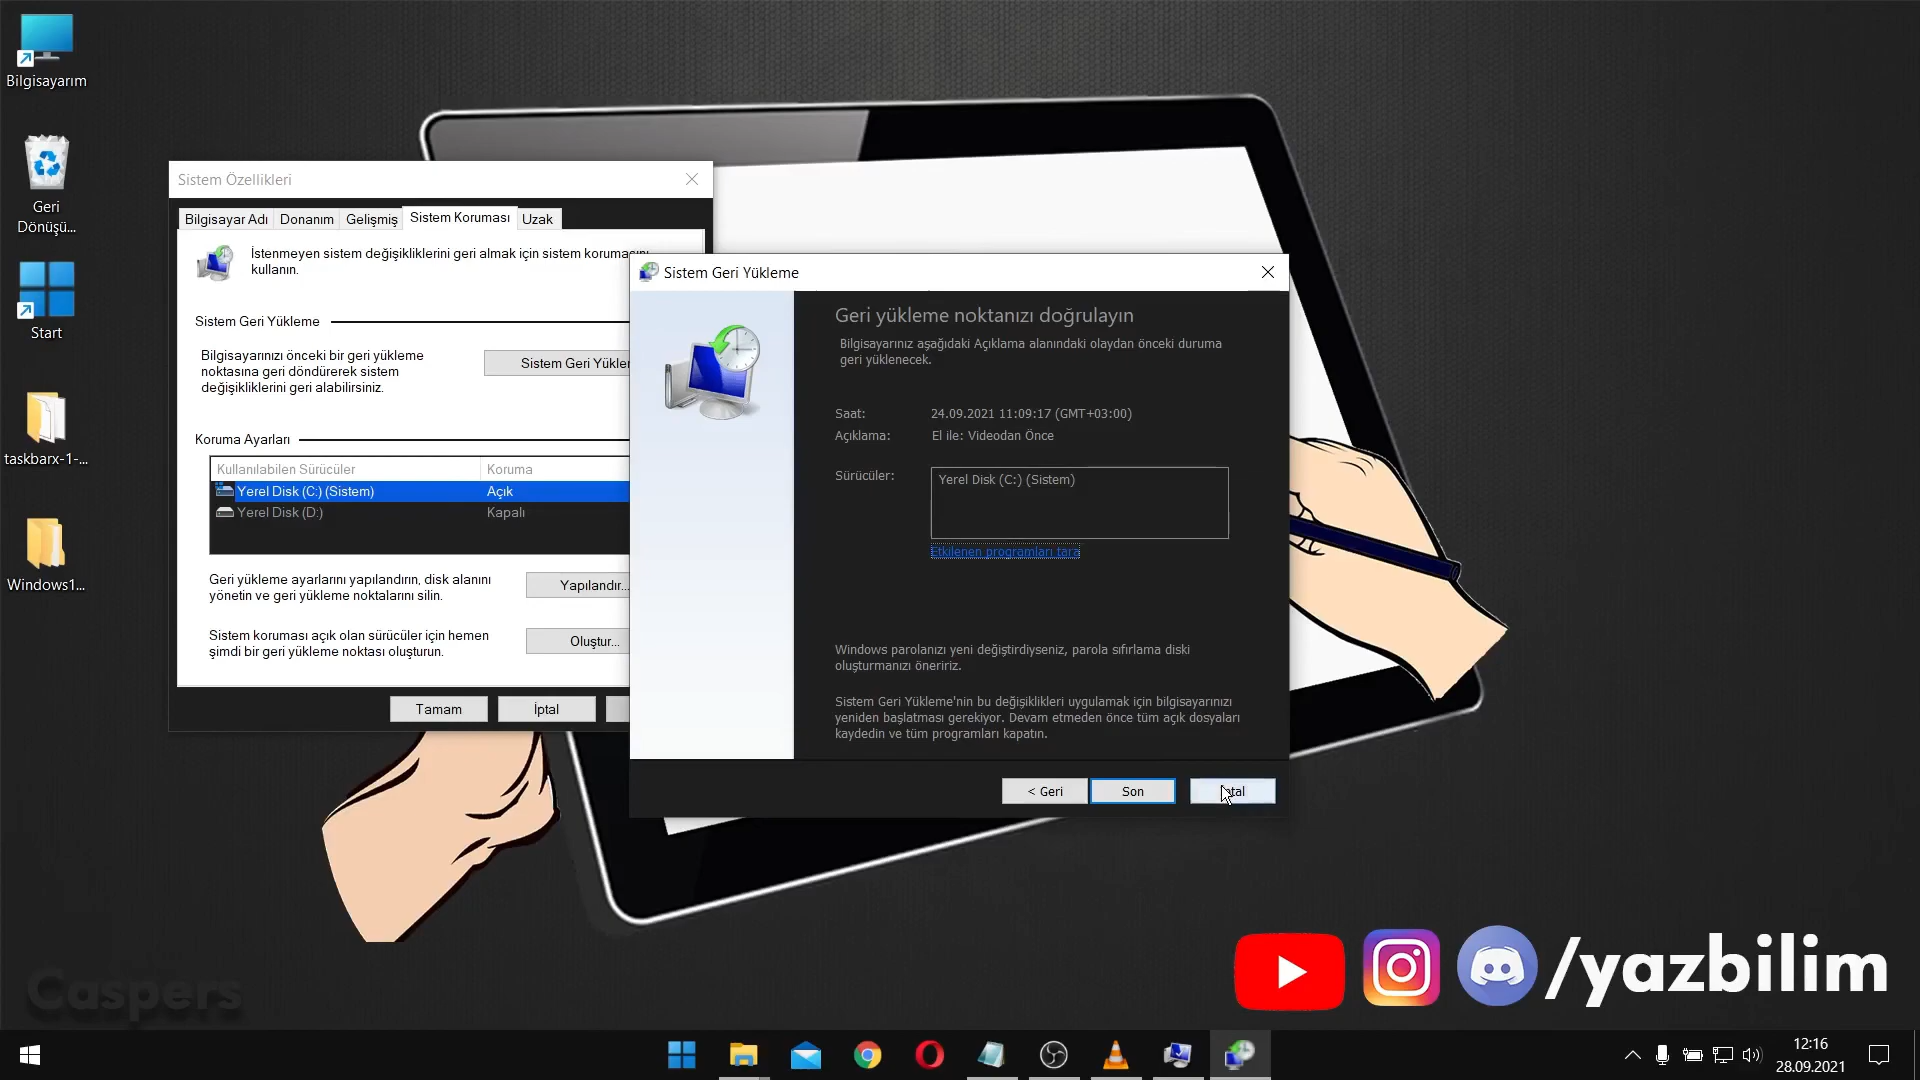 Bilgisayarım
Geri
Dönüşü...
Start
taskbarx-1-...
Windows1...
Sistem Özellikleri
Bilgisayar Adı Donanım Gelişmiş Sistem Koruması Uzak
İstenmeyen sistem değişikliklerini geri almak için sistem korumasını
kullanın.
Sistem Geri Yükleme
Bilgisayarınızı önceki bir geri yükleme
noktasına geri döndürerek sistem
değişikliklerini geri alabilirsiniz.
Sistem Geri Yükler
Koruma Ayarları
Kullanılabilen Sürücüler Koruma
Yerel Disk (C:) (Sistem) Açık
Yerel Disk (D:) Kapalı
Geri yükleme ayarlarını yapılandırın, disk alanını
yönetin ve geri yükleme noktalarını silin.
Yapılandır...
Sistem koruması açık olan sürücüler için hemen
şimdi bir geri yükleme noktası oluşturun.
Oluştur...
Tamam İptal
Sistem Geri Yükleme
Geri yükleme noktanızı doğrulayın
Bilgisayarınız aşağıdaki Açıklama alanındaki olaydan önceki duruma
geri yüklenecek.
Saat: 24.09.2021 11:09:17 (GMT+03:00)
Açıklama: El ile: Videodan Önce
Sürücüler: Yerel Disk (C:) (Sistem)
Etkilenen programları tara
Windows parolanızı yeni değiştirdiyseniz, parola sıfırlama diski
oluşturmanızı öneririz.
Sistem Geri Yükleme'nin bu değişiklikleri uygulamak için bilgisayarınızı
yeniden başlatması gerekiyor. Devam etmeden önce tüm açık dosyaları
kaydedin ve tüm programları kapatın.
< Geri Son İptal
/yazbilim
Caspers
12:16
28.09.2021